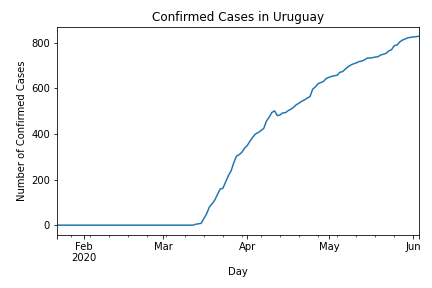 Confirmed Cases in Uruguay
Number of Confirmed Cases
800
600
400
200
0
Feb Mar Apr May Jun
2020
Day